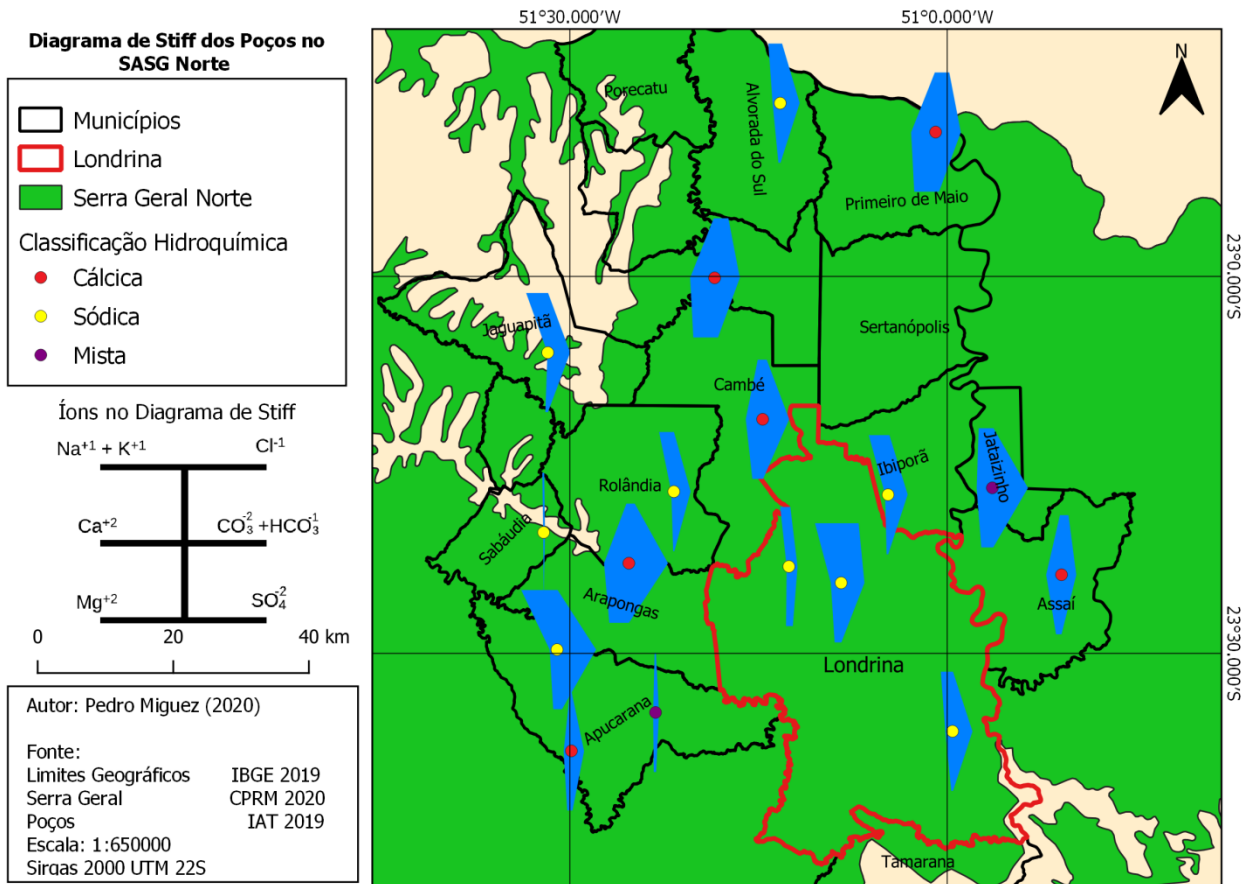 Diagrama de Stiff dos Poços no
SASG Norte
Municípios
Londrina
Serra Geral Norte
Classificação Hidroquímica
Cálcica
Sódica
Mista
Íons no Diagrama de Stiff
Na⁺¹ + K⁺¹ Cl⁻¹
Ca⁺² CO₃⁻² +HCO₃⁻¹
Mg⁺² SO₄⁻²
0 20 40 km
Autor: Pedro Miguez (2020)
Fonte:
Limites Geográficos IBGE 2019
Serra Geral CPRM 2020
Poços IAT 2019
Escala: 1:650000
Sirgas 2000 UTM 22S
51°30.000'W 51°0.000'W
N
Porecatu
Alvorada do Sul
Primeiro de Maio
23°0.000'S
Jaguapitã
Sertanópolis
Cambé
Rolândia
Ibiporã
Jataizinho
Sabáudia
Arapongas
Assaí
Londrina
23°30.000'S
Apucarana
Tamarana